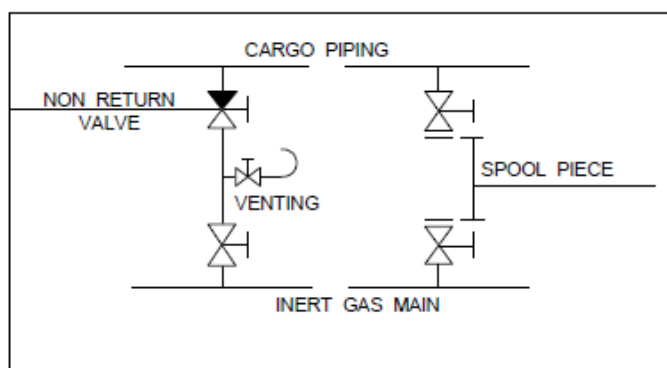 CARGO PIPING
NON RETURN
VALVE
SPOOL PIECE
VENTING
INERT GAS MAIN